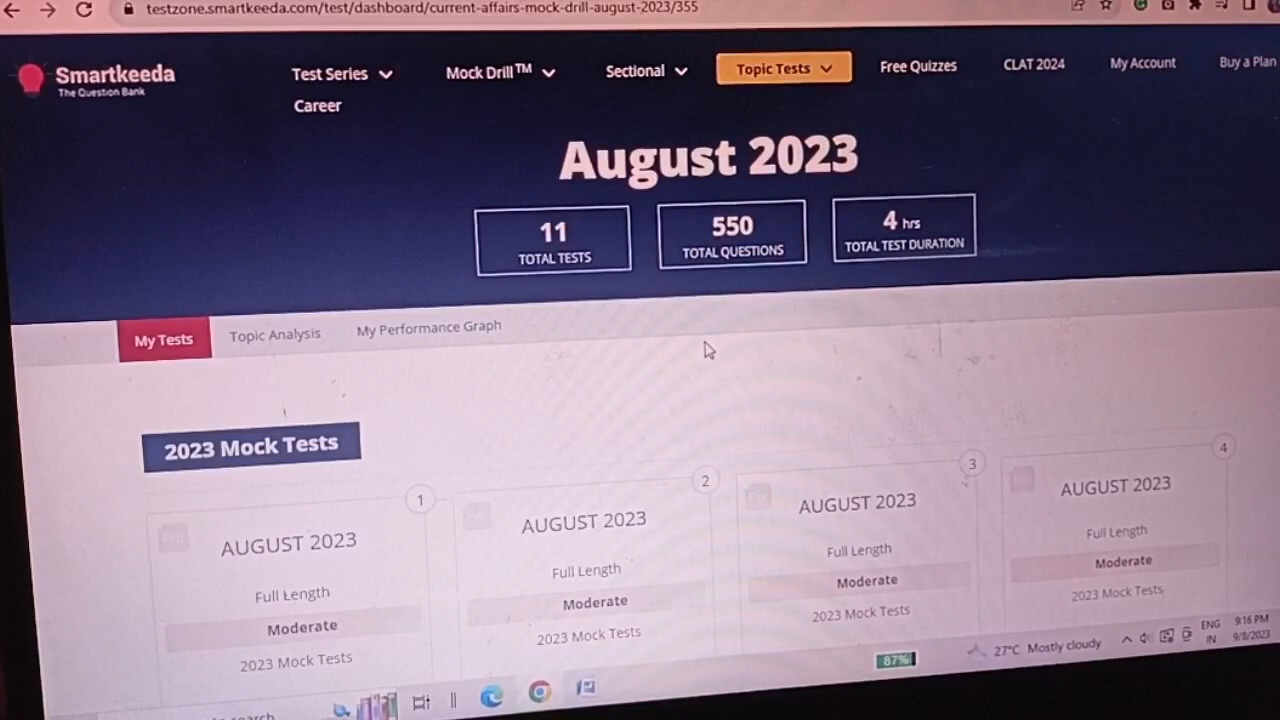 testzone.smartkeeda.com/test/dashboard/current-affairs-mock-drill-august-2023/355
Smartkeeda
The Question Bank
Test Series Mock Drill™ Sectional Topic Tests Free Quizzes CLAT 2024 My Account Buy a Plan
Career
August 2023
11 550 4 hrs
TOTAL TESTS TOTAL QUESTIONS TOTAL TEST DURATION
My Tests Topic Analysis My Performance Graph
2023 Mock Tests
1 2 3 4
AUGUST 2023 AUGUST 2023 AUGUST 2023 AUGUST 2023
Full Length Full Length Full Length Full Length
Moderate Moderate Moderate Moderate
2023 Mock Tests 2023 Mock Tests 2023 Mock Tests 2023 Mock Tests
87% 27°C Mostly cloudy ENG 9:16 PM
IN 9/8/2023
search